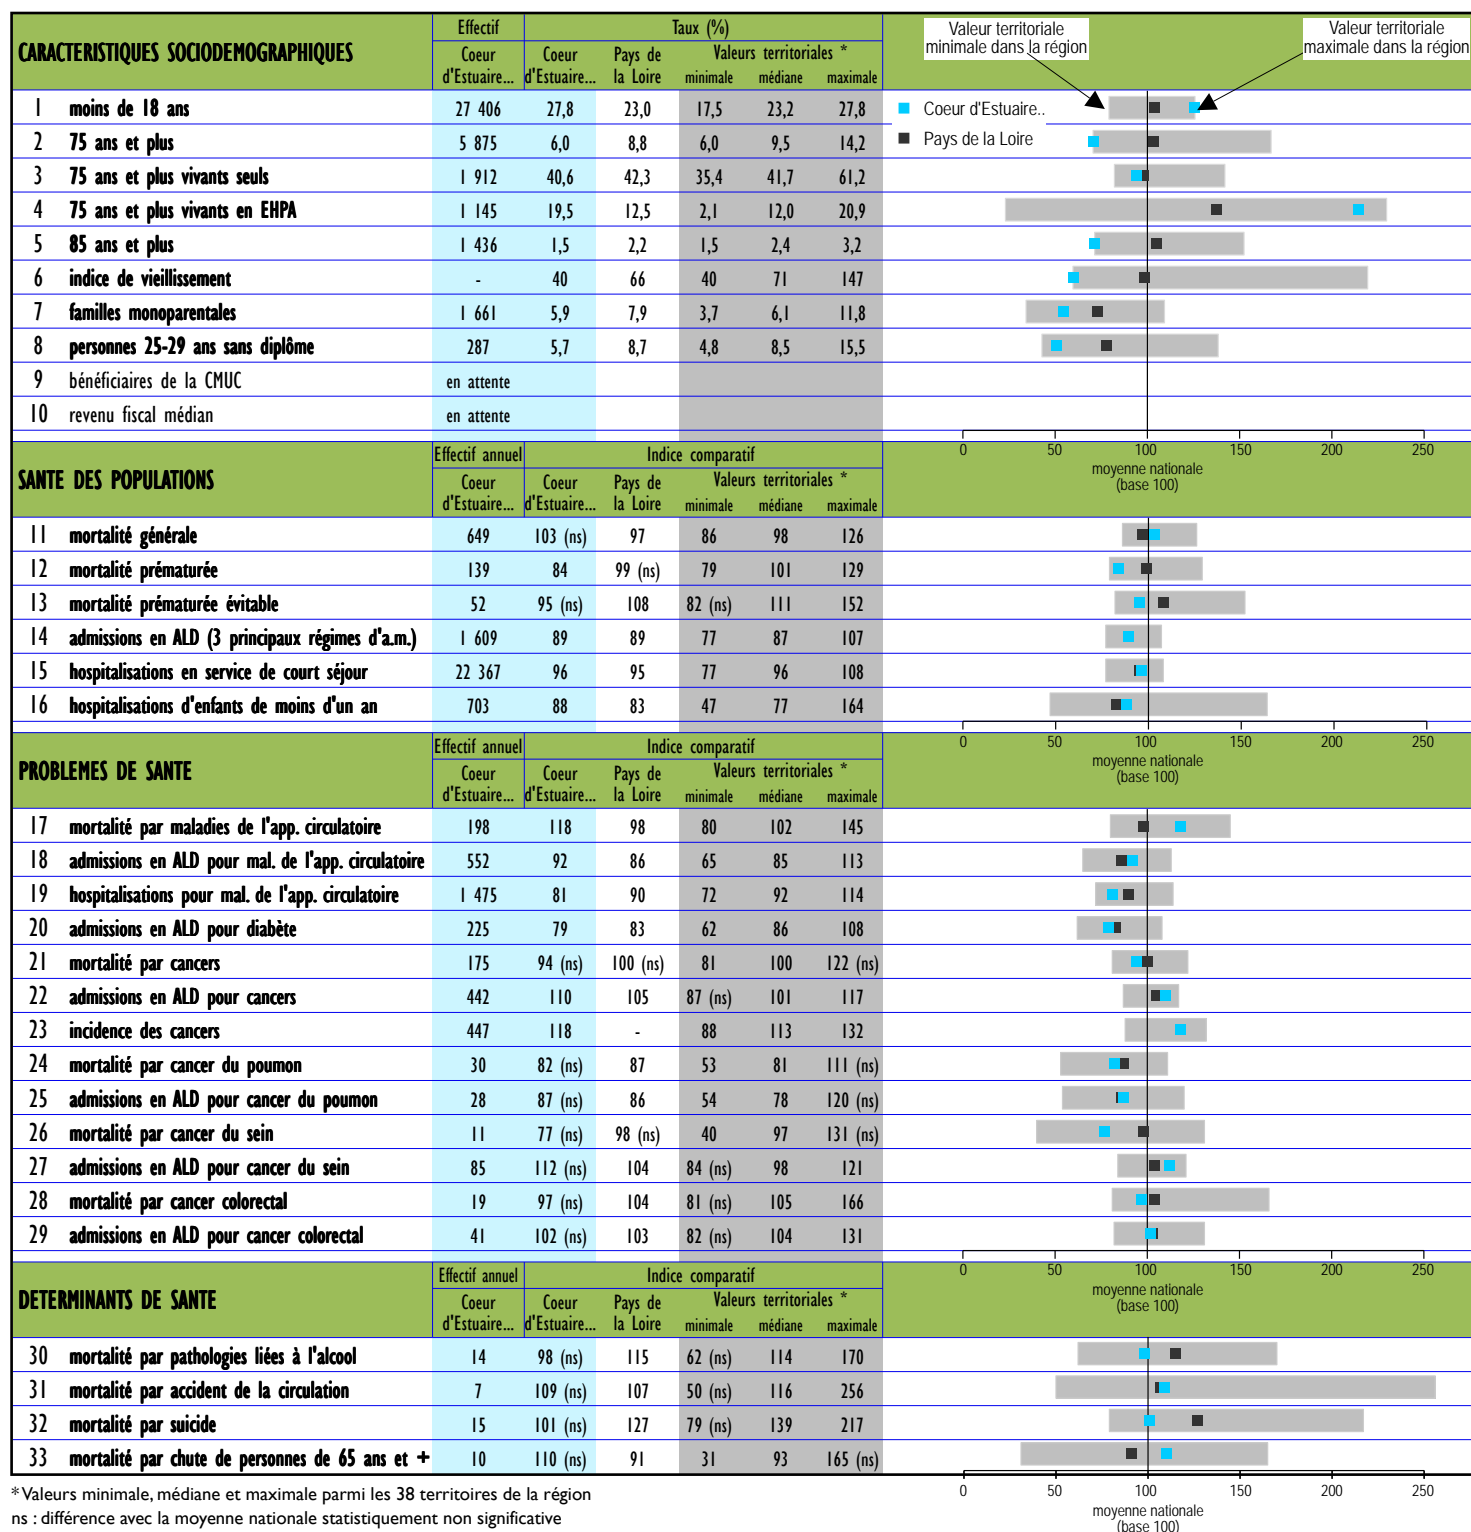 CARACTERISTIQUES SOCIODEMOGRAPHIQUES
Effectif Taux (%)
Coeur d'Estuaire... Coeur d'Estuaire... Pays de la Loire Valeurs territoriales *
minimale médiane maximale
Valeur territoriale minimale dans la région
Valeur territoriale maximale dans la région
Coeur d'Estuaire..
Pays de la Loire
1 moins de 18 ans 27 406 27,8 23,0 17,5 23,2 27,8
2 75 ans et plus 5 875 6,0 8,8 6,0 9,5 14,2
3 75 ans et plus vivants seuls 1 912 40,6 42,3 35,4 41,7 61,2
4 75 ans et plus vivants en EHPA 1 145 19,5 12,5 2,1 12,0 20,9
5 85 ans et plus 1 436 1,5 2,2 1,5 2,4 3,2
6 indice de vieillissement - 40 66 40 71 147
7 familles monoparentales 1 661 5,9 7,9 3,7 6,1 11,8
8 personnes 25-29 ans sans diplôme 287 5,7 8,7 4,8 8,5 15,5
9 bénéficiaires de la CMUC en attente
10 revenu fiscal médian en attente
0 50 100 150 200 250
moyenne nationale
(base 100)
SANTE DES POPULATIONS
Effectif annuel Indice comparatif
Coeur d'Estuaire... Coeur d'Estuaire... Pays de la Loire Valeurs territoriales *
minimale médiane maximale
11 mortalité générale 649 103 (ns) 97 86 98 126
12 mortalité prématurée 139 84 99 (ns) 79 101 129
13 mortalité prématurée évitable 52 95 (ns) 108 82 (ns) 111 152
14 admissions en ALD (3 principaux régimes d'a.m.) 1 609 89 89 77 87 107
15 hospitalisations en service de court séjour 22 367 96 95 77 96 108
16 hospitalisations d'enfants de moins d'un an 703 88 83 47 77 164
0 50 100 150 200 250
moyenne nationale
(base 100)
PROBLEMES DE SANTE
Effectif annuel Indice comparatif
Coeur d'Estuaire... Coeur d'Estuaire... Pays de la Loire Valeurs territoriales *
minimale médiane maximale
17 mortalité par maladies de l'app. circulatoire 198 118 98 80 102 145
18 admissions en ALD pour mal. de l'app. circulatoire 552 92 86 65 85 113
19 hospitalisations pour mal. de l'app. circulatoire 1 475 81 90 72 92 114
20 admissions en ALD pour diabète 225 79 83 62 86 108
21 mortalité par cancers 175 94 (ns) 100 (ns) 81 100 122 (ns)
22 admissions en ALD pour cancers 442 110 105 87 (ns) 101 117
23 incidence des cancers 447 118 - 88 113 132
24 mortalité par cancer du poumon 30 82 (ns) 87 53 81 111 (ns)
25 admissions en ALD pour cancer du poumon 28 87 (ns) 86 54 78 120 (ns)
26 mortalité par cancer du sein 11 77 (ns) 98 (ns) 40 97 131 (ns)
27 admissions en ALD pour cancer du sein 85 112 (ns) 104 84 (ns) 98 121
28 mortalité par cancer colorectal 19 97 (ns) 104 81 (ns) 105 166
29 admissions en ALD pour cancer colorectal 41 102 (ns) 103 82 (ns) 104 131
0 50 100 150 200 250
moyenne nationale
(base 100)
DETERMINANTS DE SANTE
Effectif annuel Indice comparatif
Coeur d'Estuaire... Coeur d'Estuaire... Pays de la Loire Valeurs territoriales *
minimale médiane maximale
30 mortalité par pathologies liées à l'alcool 14 98 (ns) 115 62 (ns) 114 170
31 mortalité par accident de la circulation 7 109 (ns) 107 50 (ns) 116 256
32 mortalité par suicide 15 101 (ns) 127 79 (ns) 139 217
33 mortalité par chute de personnes de 65 ans et + 10 110 (ns) 91 31 93 165 (ns)
0 50 100 150 200 250
moyenne nationale
(base 100)
* Valeurs minimale, médiane et maximale parmi les 38 territoires de la région
ns : différence avec la moyenne nationale statistiquement non significative